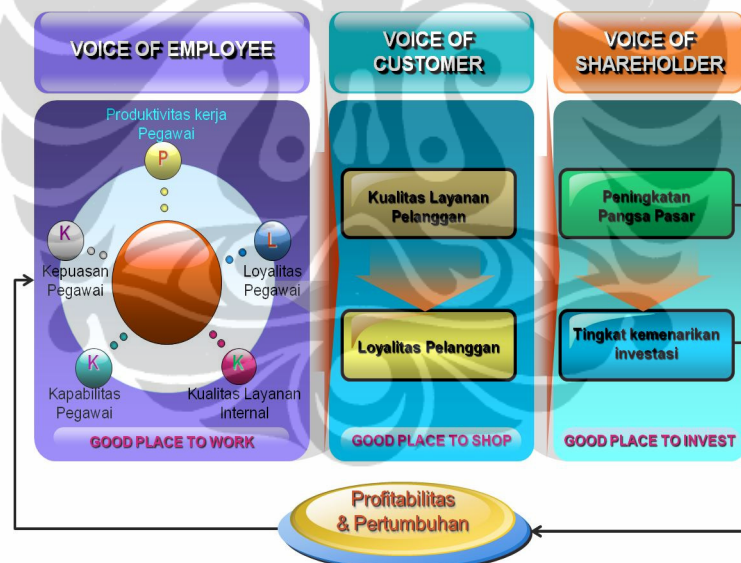 VOICE OF EMPLOYEE
VOICE OF
CUSTOMER
VOICE OF
SHAREHOLDER
Produktivitas kerja
Pegawai
P
K
Kepuasan
Pegawai
L
Loyalitas
Pegawai
K
Kapabilitas
Pegawai
K
Kualitas Layanan
Internal
GOOD PLACE TO WORK
Kualitas Layanan
Pelanggan
Loyalitas Pelanggan
GOOD PLACE TO SHOP
Peningkatan
Pangsa Pasar
Tingkat kemenarikan
investasi
GOOD PLACE TO INVEST
Profitabilitas
& Pertumbuhan